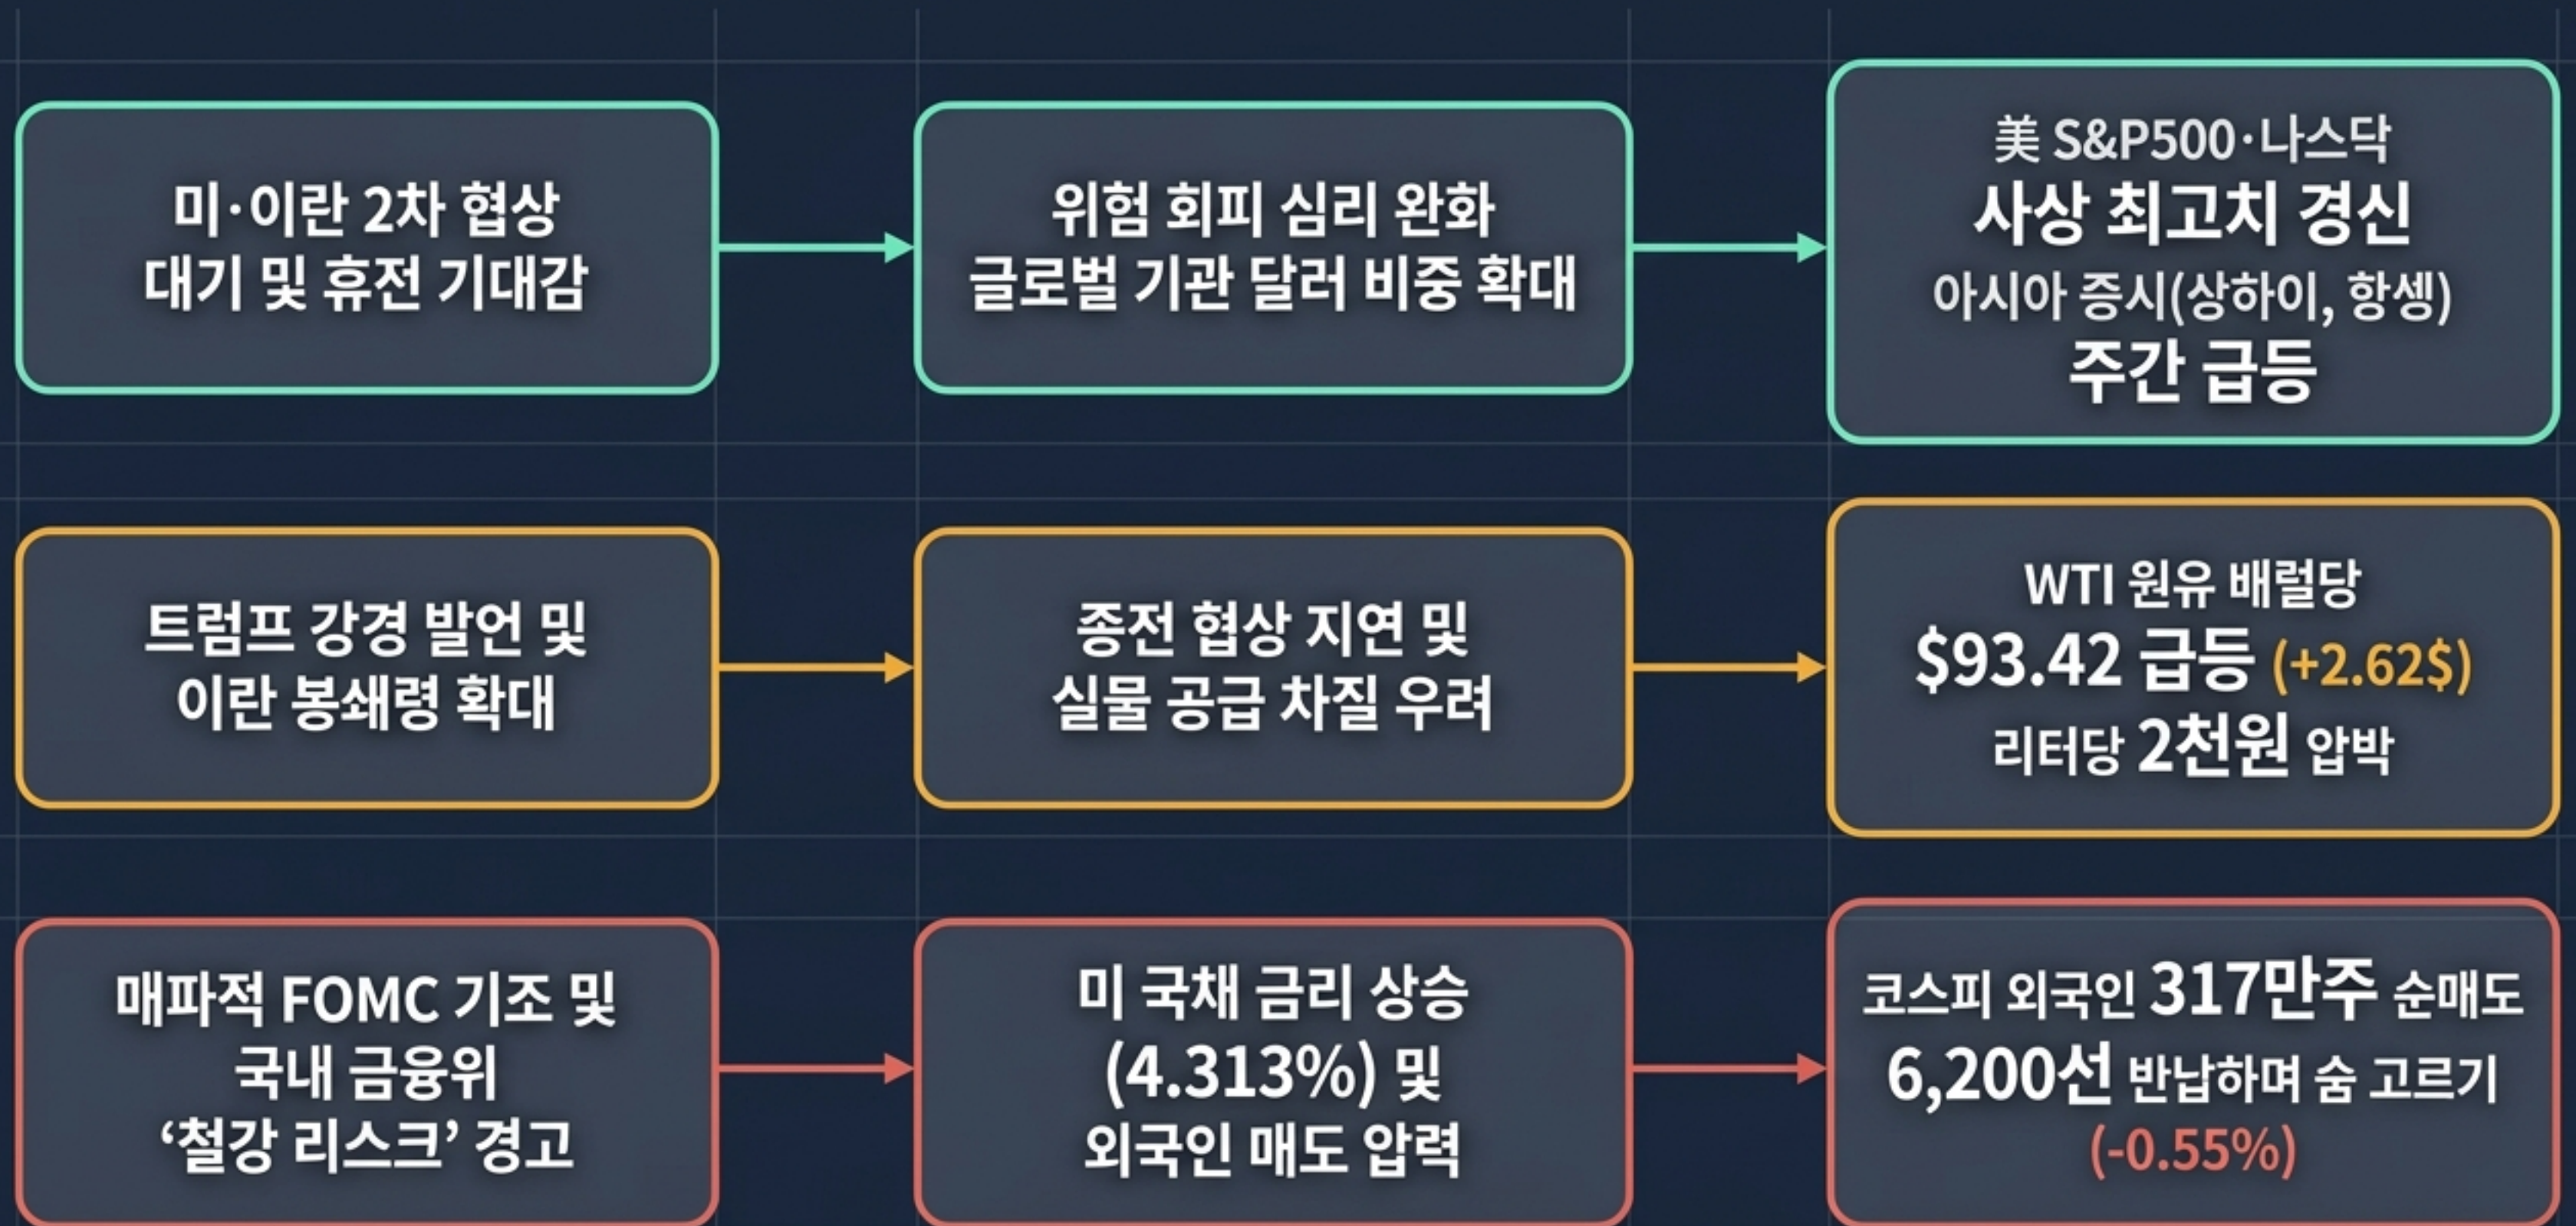 미·이란 2차 협상
대기 및 휴전 기대감
위험 회피 심리 완화
글로벌 기관 달러 비중 확대
美 S&P500·나스닥
사상 최고치 경신
아시아 증시(상하이, 항셍)
주간 급등
트럼프 강경 발언 및
이란 봉쇄령 확대
종전 협상 지연 및
실물 공급 차질 우려
WTI 원유 배럴당
$93.42 급등 (+2.62$)
리터당 2천원 압박
매파적 FOMC 기조 및
국내 금융위
‘철강 리스크’ 경고
미 국채 금리 상승
(4.313%) 및
외국인 매도 압력
코스피 외국인 317만주 순매도
6,200선 반납하며 숨 고르기
(-0.55%)